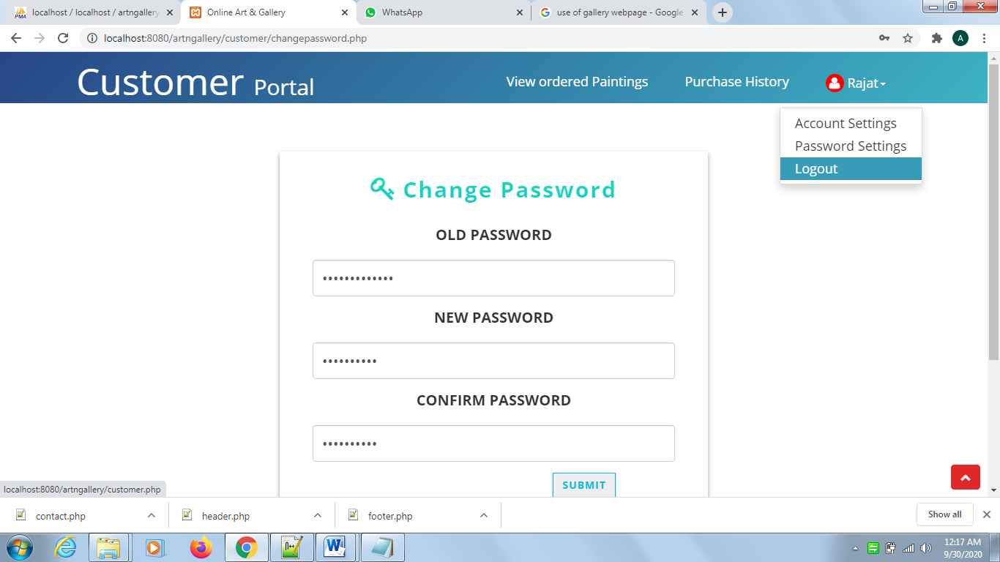 localhost / localhost / artngallery
Online Art & Gallery
WhatsApp
use of gallery webpage - Google
localhost:8080/artngallery/customer/changepassword.php
A
Customer Portal
View ordered Paintings
Purchase History
Rajat
Account Settings
Password Settings
Logout
Change Password
OLD PASSWORD
•••••••••••••
NEW PASSWORD
••••••••••
CONFIRM PASSWORD
••••••••••
SUBMIT
localhost:8080/artngallery/customer.php
contact.php
header.php
footer.php
Show all
12:17 AM
9/30/2020